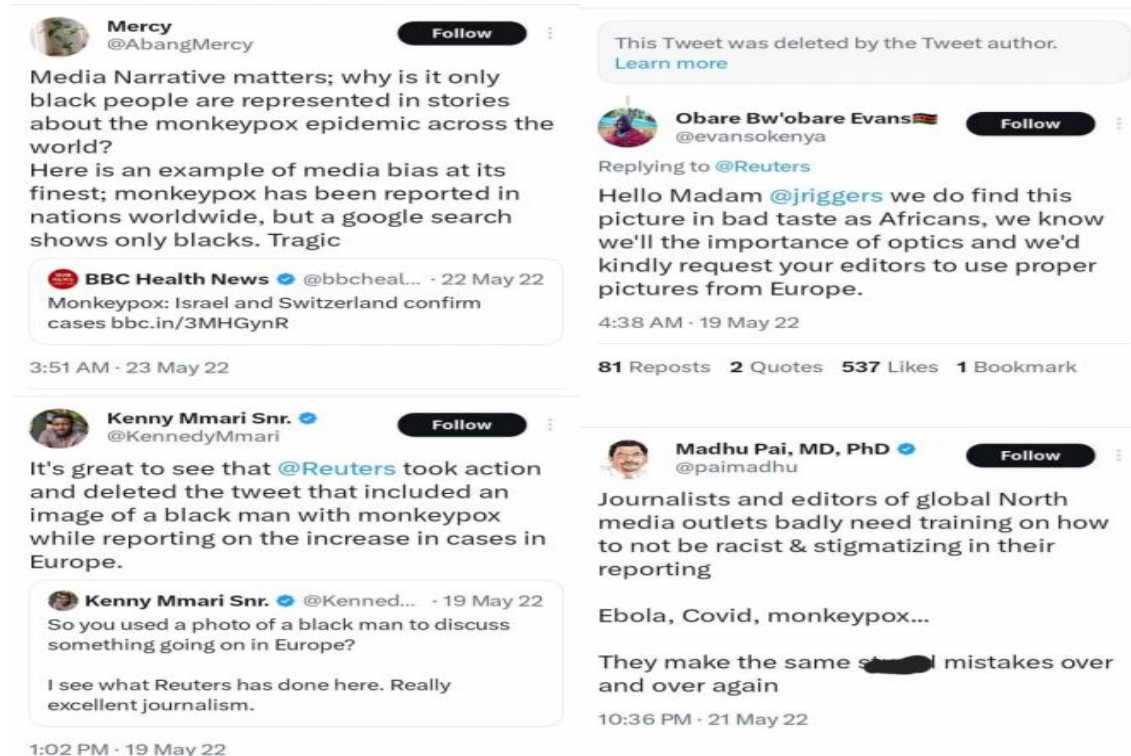 Mercy
@AbangMercy
Follow
Media Narrative matters; why is it only
black people are represented in stories
about the monkeypox epidemic across the
world?
Here is an example of media bias at its
finest; monkeypox has been reported in
nations worldwide, but a google search
shows only blacks. Tragic
BBC Health News @bbcheal... · 22 May 22
Monkeypox: Israel and Switzerland confirm
cases bbc.in/3MHGynR
3:51 AM · 23 May 22
Kenny Mmari Snr.
@KennedyMmari
Follow
It's great to see that @Reuters took action
and deleted the tweet that included an
image of a black man with monkeypox
while reporting on the increase in cases in
Europe.
Kenny Mmari Snr. @Kenned... · 19 May 22
So you used a photo of a black man to discuss
something going on in Europe?
I see what Reuters has done here. Really
excellent journalism.
1:02 PM · 19 May 22
This Tweet was deleted by the Tweet author.
Learn more
Obare Bw'obare Evans🇰🇪
@evansokenya
Follow
Replying to @Reuters
Hello Madam @jriggers we do find this
picture in bad taste as Africans, we know
we'll the importance of optics and we'd
kindly request your editors to use proper
pictures from Europe.
4:38 AM · 19 May 22
81 Reposts 2 Quotes 537 Likes 1 Bookmark
Madhu Pai, MD, PhD
@paimadhu
Follow
Journalists and editors of global North
media outlets badly need training on how
to not be racist & stigmatizing in their
reporting
Ebola, Covid, monkeypox...
They make the same mistakes over
and over again
10:36 PM · 21 May 22